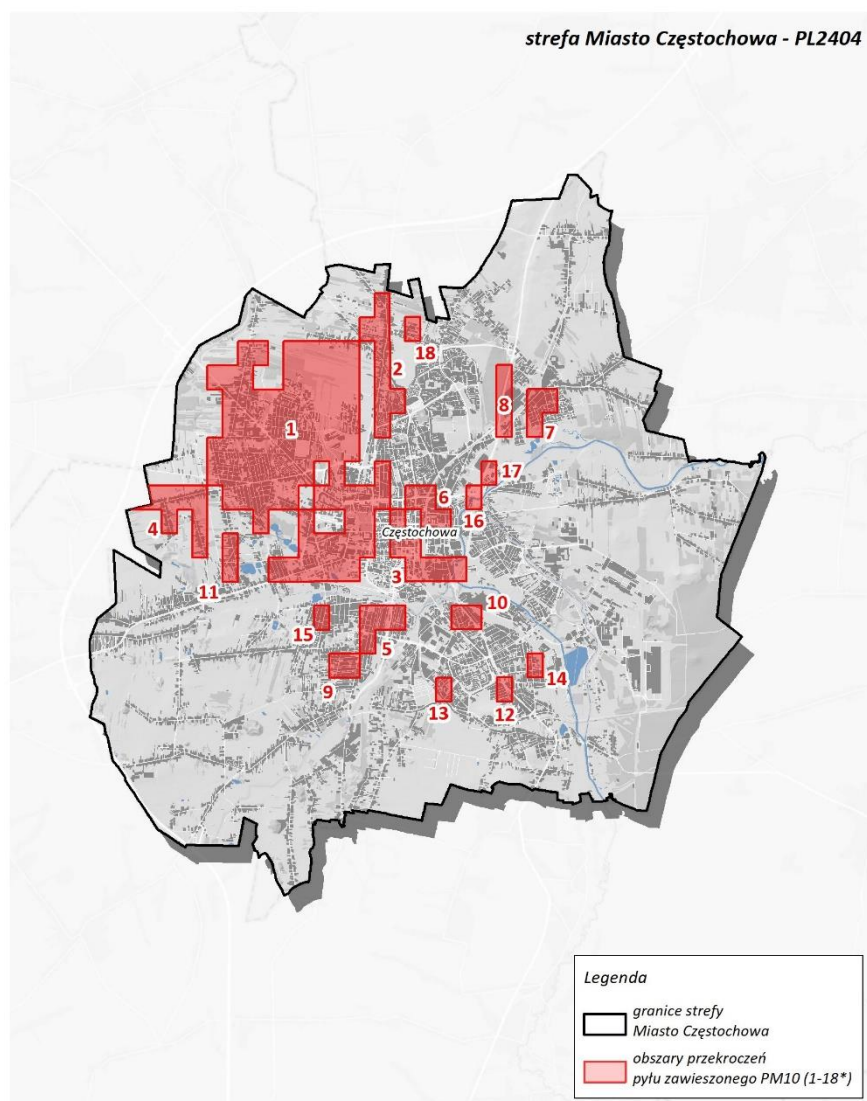 strefa Miasto Częstochowa - PL2404
18
2
1
8
7
17
6
4
16
Częstochowa
3
11
10
15
5
14
9
13
12
Legenda
granice strefy
Miasto Częstochowa
obszary przekroczeń
pyłu zawieszonego PM10 (1-18*)